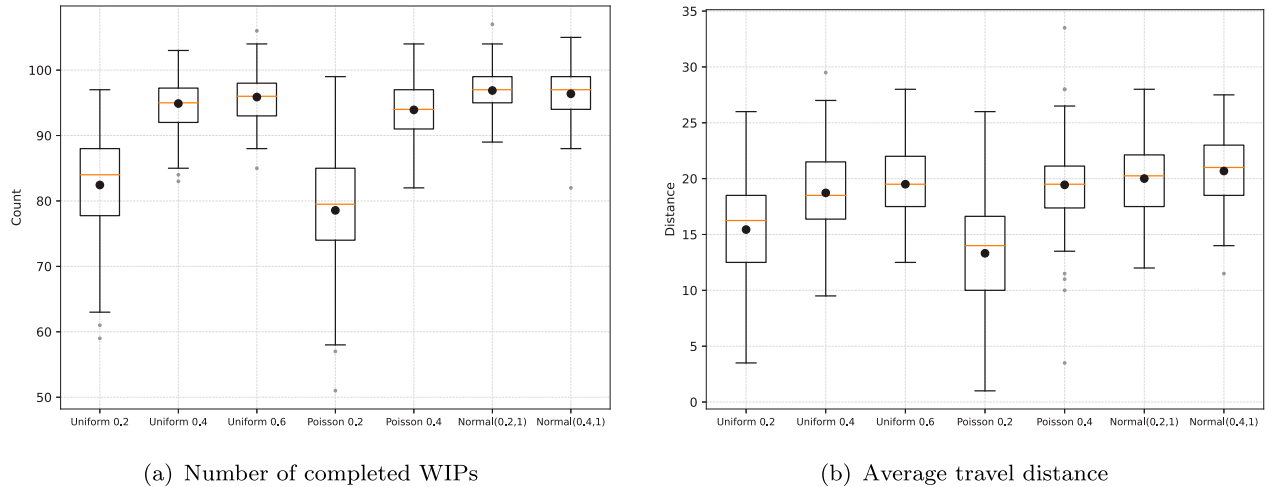 100
90
80
70
60
50
Count
Uniform 0.2 Uniform 0.4 Uniform 0.6 Poisson 0.2 Poisson 0.4 Normal(0.2,1) Normal(0.4,1)
(a) Number of completed WIPs
35
30
25
20
15
10
5
0
Distance
Uniform 0.2 Uniform 0.4 Uniform 0.6 Poisson 0.2 Poisson 0.4 Normal(0.2,1) Normal(0.4,1)
(b) Average travel distance